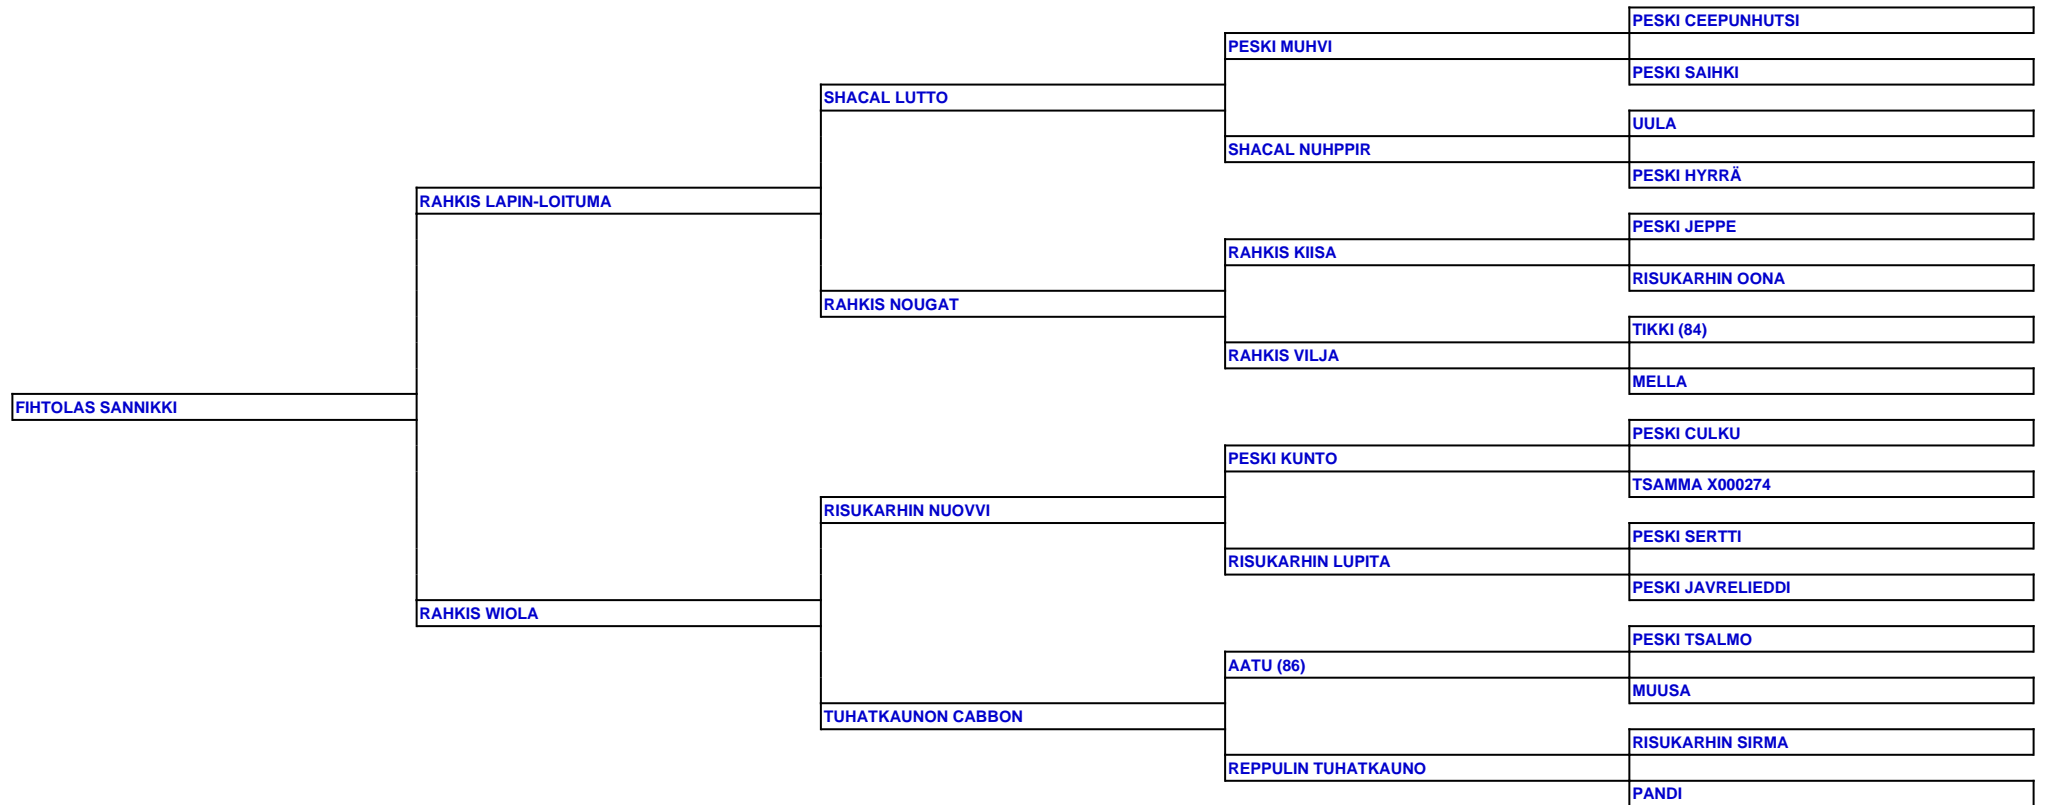 PESKI CEEPUNHUTSI
PESKI MUHVI
PESKI SAIHKI
SHACAL LUTTO
UULA
SHACAL NUHPPIR
PESKI HYRRÄ
RAHKIS LAPIN-LOITUMA
PESKI JEPPE
RAHKIS KIISA
RISUKARHIN OONA
RAHKIS NOUGAT
TIKKI (84)
RAHKIS VILJA
MELLA
FIHTOLAS SANNIKKI
PESKI CULKU
PESKI KUNTO
TSAMMA X000274
RISUKARHIN NUOVVI
PESKI SERTTI
RISUKARHIN LUPITA
PESKI JAVRELIEDDI
RAHKIS WIOLA
PESKI TSALMO
AATU (86)
MUUSA
TUHATKAUNON CABBON
RISUKARHIN SIRMA
REPPULIN TUHATKAUNO
PANDI